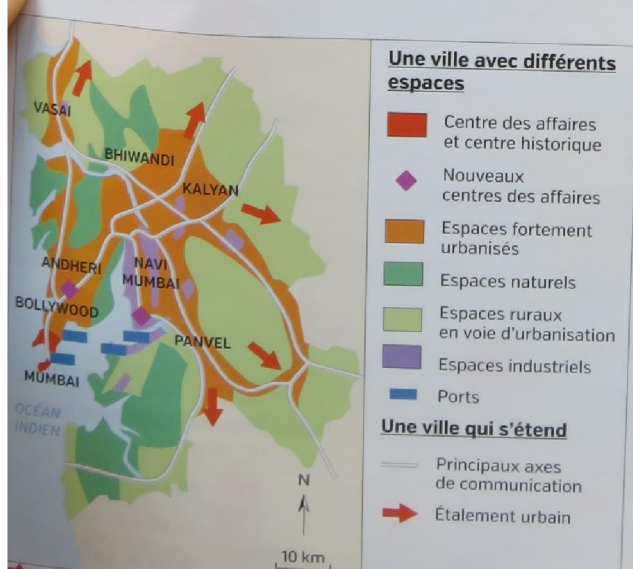 VASAI
BHIWANDI
KALYAN
ANDHERI
NAVI
MUMBAI
BOLLYWOOD
PANVEL
MUMBAI
OCÉAN
INDIEN
N
10 km
Une ville avec différents
espaces
Centre des affaires
et centre historique
Nouveaux
centres des affaires
Espaces fortement
urbanisés
Espaces naturels
Espaces ruraux
en voie d'urbanisation
Espaces industriels
Ports
Une ville qui s'étend
Principaux axes
de communication
Étalement urbain